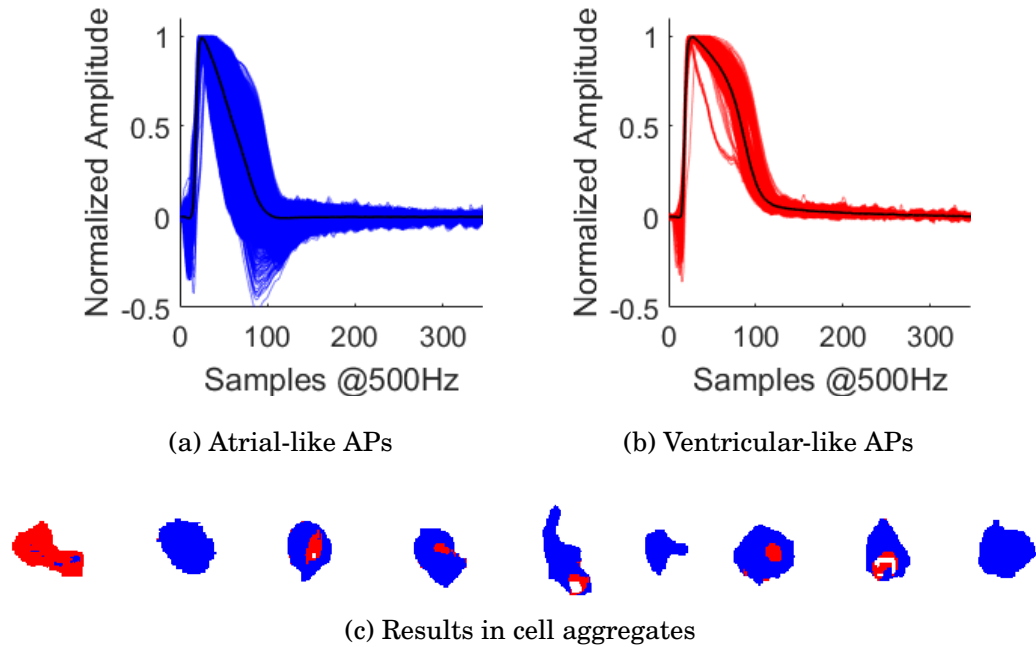 Normalized Amplitude
1
0.5
0
-0.5
0 100 200 300
Samples @500Hz
(a) Atrial-like APs
Normalized Amplitude
1
0.5
0
-0.5
0 100 200 300
Samples @500Hz
(b) Ventricular-like APs
(c) Results in cell aggregates